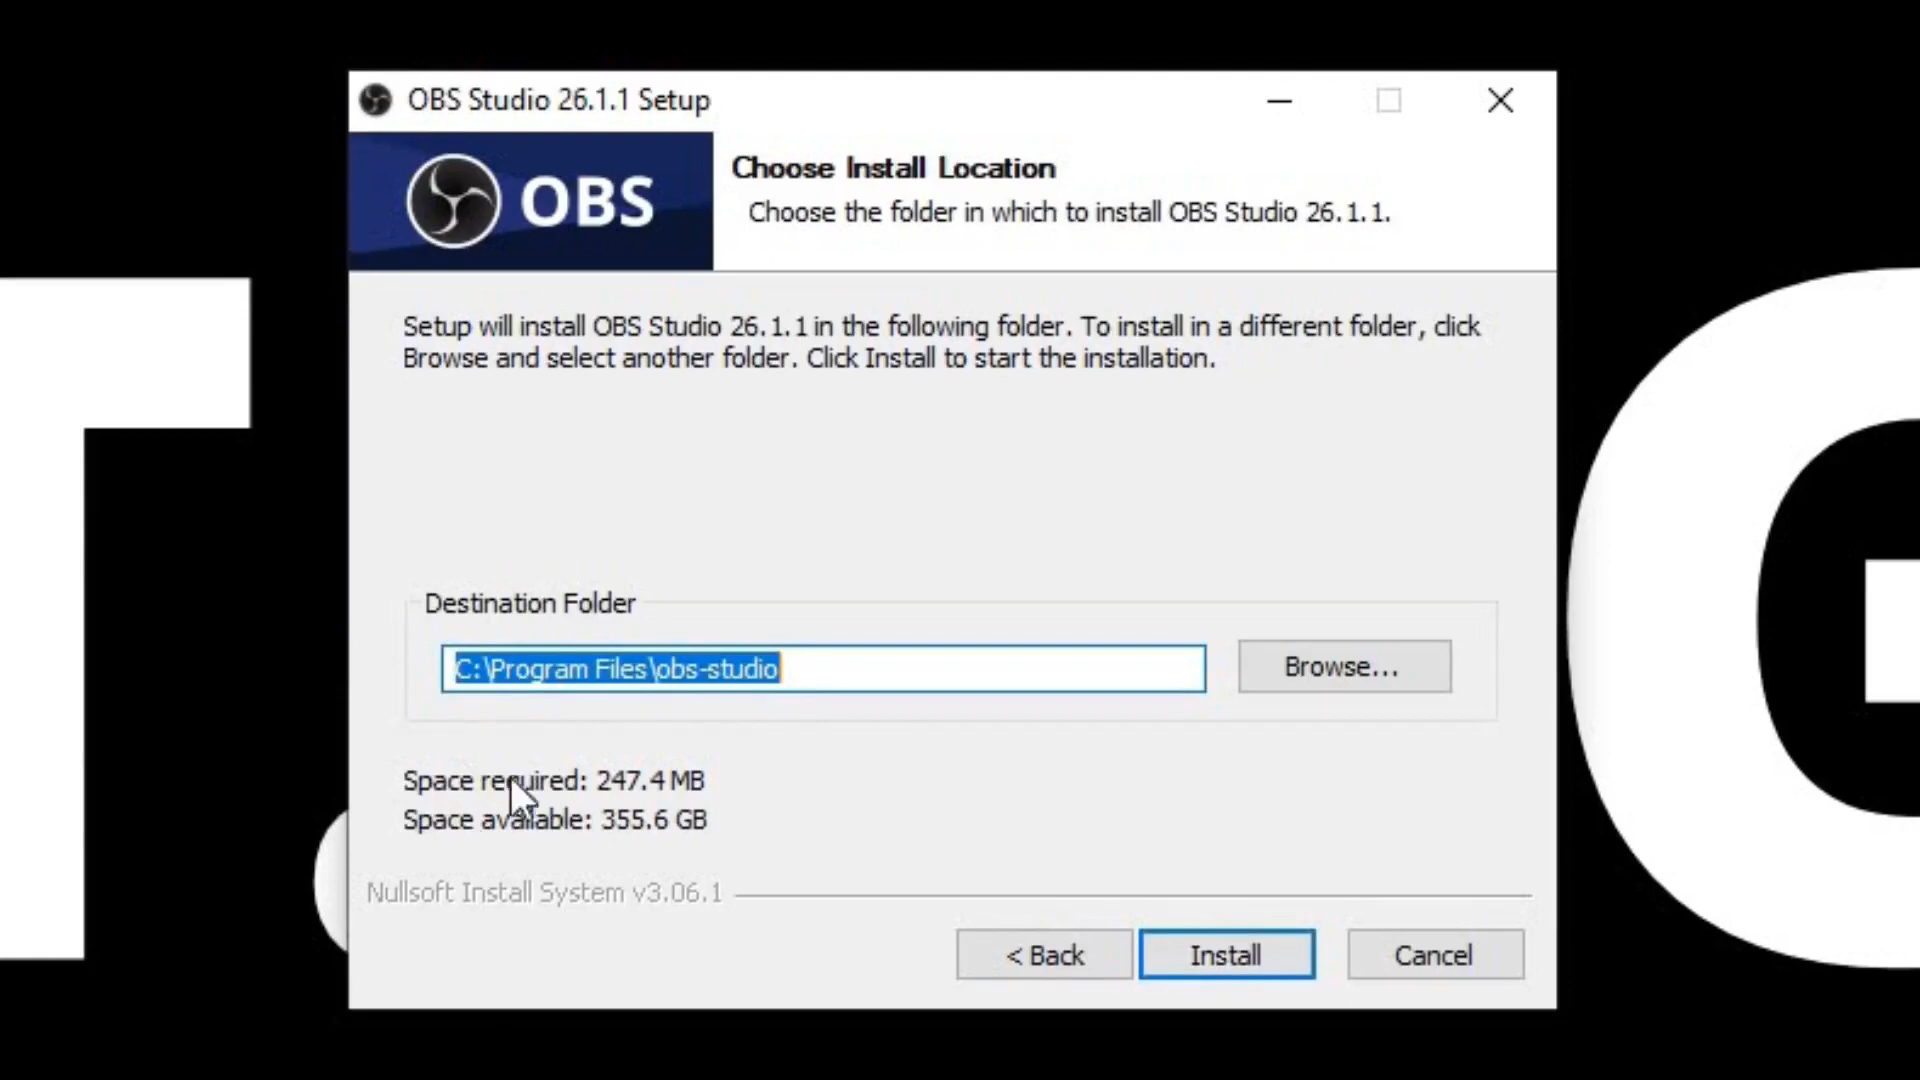 OBS Studio 26.1.1 Setup
OBS
Choose Install Location
Choose the folder in which to install OBS Studio 26.1.1.
Setup will install OBS Studio 26.1.1 in the following folder. To install in a different folder, click
Browse and select another folder. Click Install to start the installation.
Destination Folder
C:\Program Files\obs-studio
Browse...
Space required: 247.4 MB
Space available: 355.6 GB
Nullsoft Install System v3.06.1
< Back
Install
Cancel
T.
G